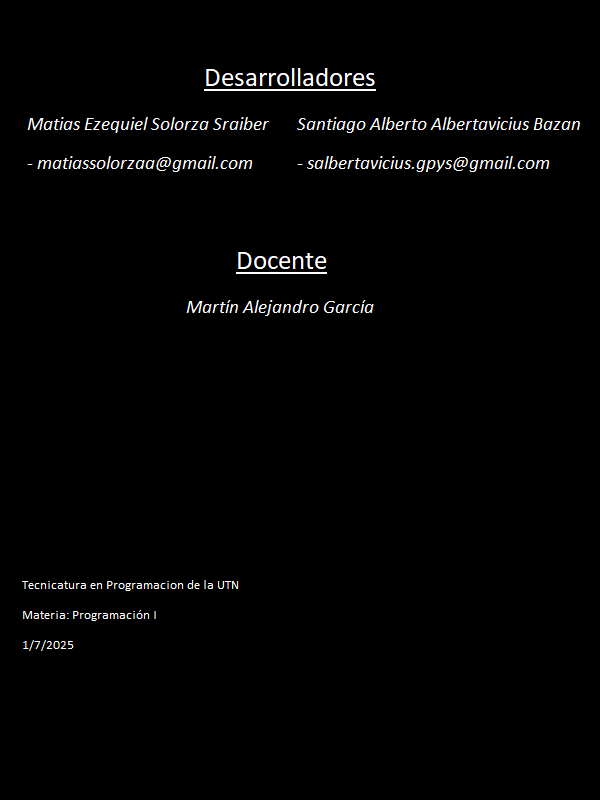 Desarrolladores
Matias Ezequiel Solorza Sraiber
- matiassolorzaa@gmail.com
Santiago Alberto Albertavicius Bazan
- salbertavicius.gpys@gmail.com
Docente
Martín Alejandro García
Tecnicatura en Programacion de la UTN
Materia: Programación I
1/7/2025